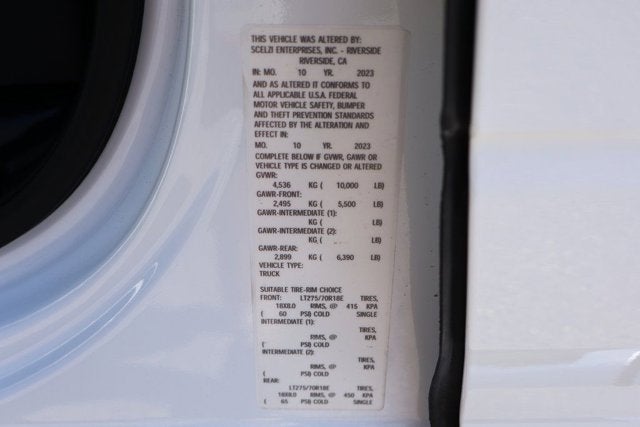 THIS VEHICLE WAS ALTERED BY:
SCELZI ENTERPRISES, INC. - RIVERSIDE
RIVERSIDE, CA
IN: MO. 10 YR. 2023
AND AS ALTERED IT CONFORMS TO
ALL APPLICABLE U.S.A. FEDERAL
MOTOR VEHICLE SAFETY, BUMPER
AND THEFT PREVENTION STANDARDS
AFFECTED BY THE ALTERATION AND
EFFECT IN:
MO. 10 YR. 2023
COMPLETE BELOW IF GVWR, GAWR OR
VEHICLE TYPE IS CHANGED OR ALTERED
GVWR:
4,536 KG ( 10,000 LB)
GAWR-FRONT:
2,495 KG ( 5,500 LB)
GAWR-INTERMEDIATE (1):
KG ( LB)
GAWR-INTERMEDIATE (2):
KG ( LB)
GAWR-REAR:
2,899 KG ( 6,390 LB)
VEHICLE TYPE:
TRUCK
SUITABLE TIRE-RIM CHOICE
FRONT: LT275/70R18E TIRES,
18X8.0 RIMS, @ 415 KPA
( 60 PSI) COLD SINGLE
INTERMEDIATE (1):
TIRES,
RIMS, @ KPA
( PSI) COLD
INTERMEDIATE (2):
TIRES,
RIMS, @ KPA
( PSI) COLD
REAR:
LT275/70R18E TIRES,
18X8.0 RIMS, @ 450 KPA
( 65 PSI) COLD SINGLE